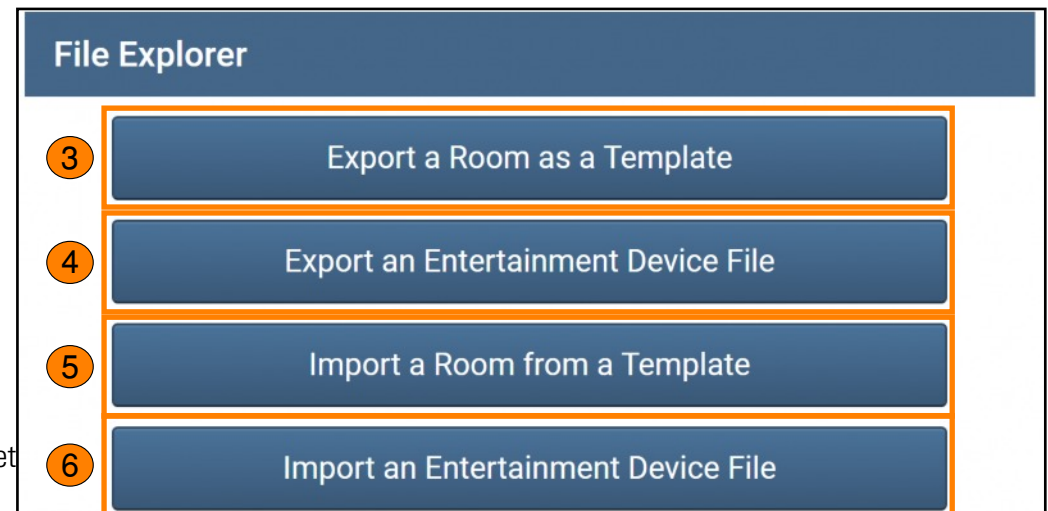 File Explorer
3 Export a Room as a Template
4 Export an Entertainment Device File
5 Import a Room from a Template
et
6 Import an Entertainment Device File